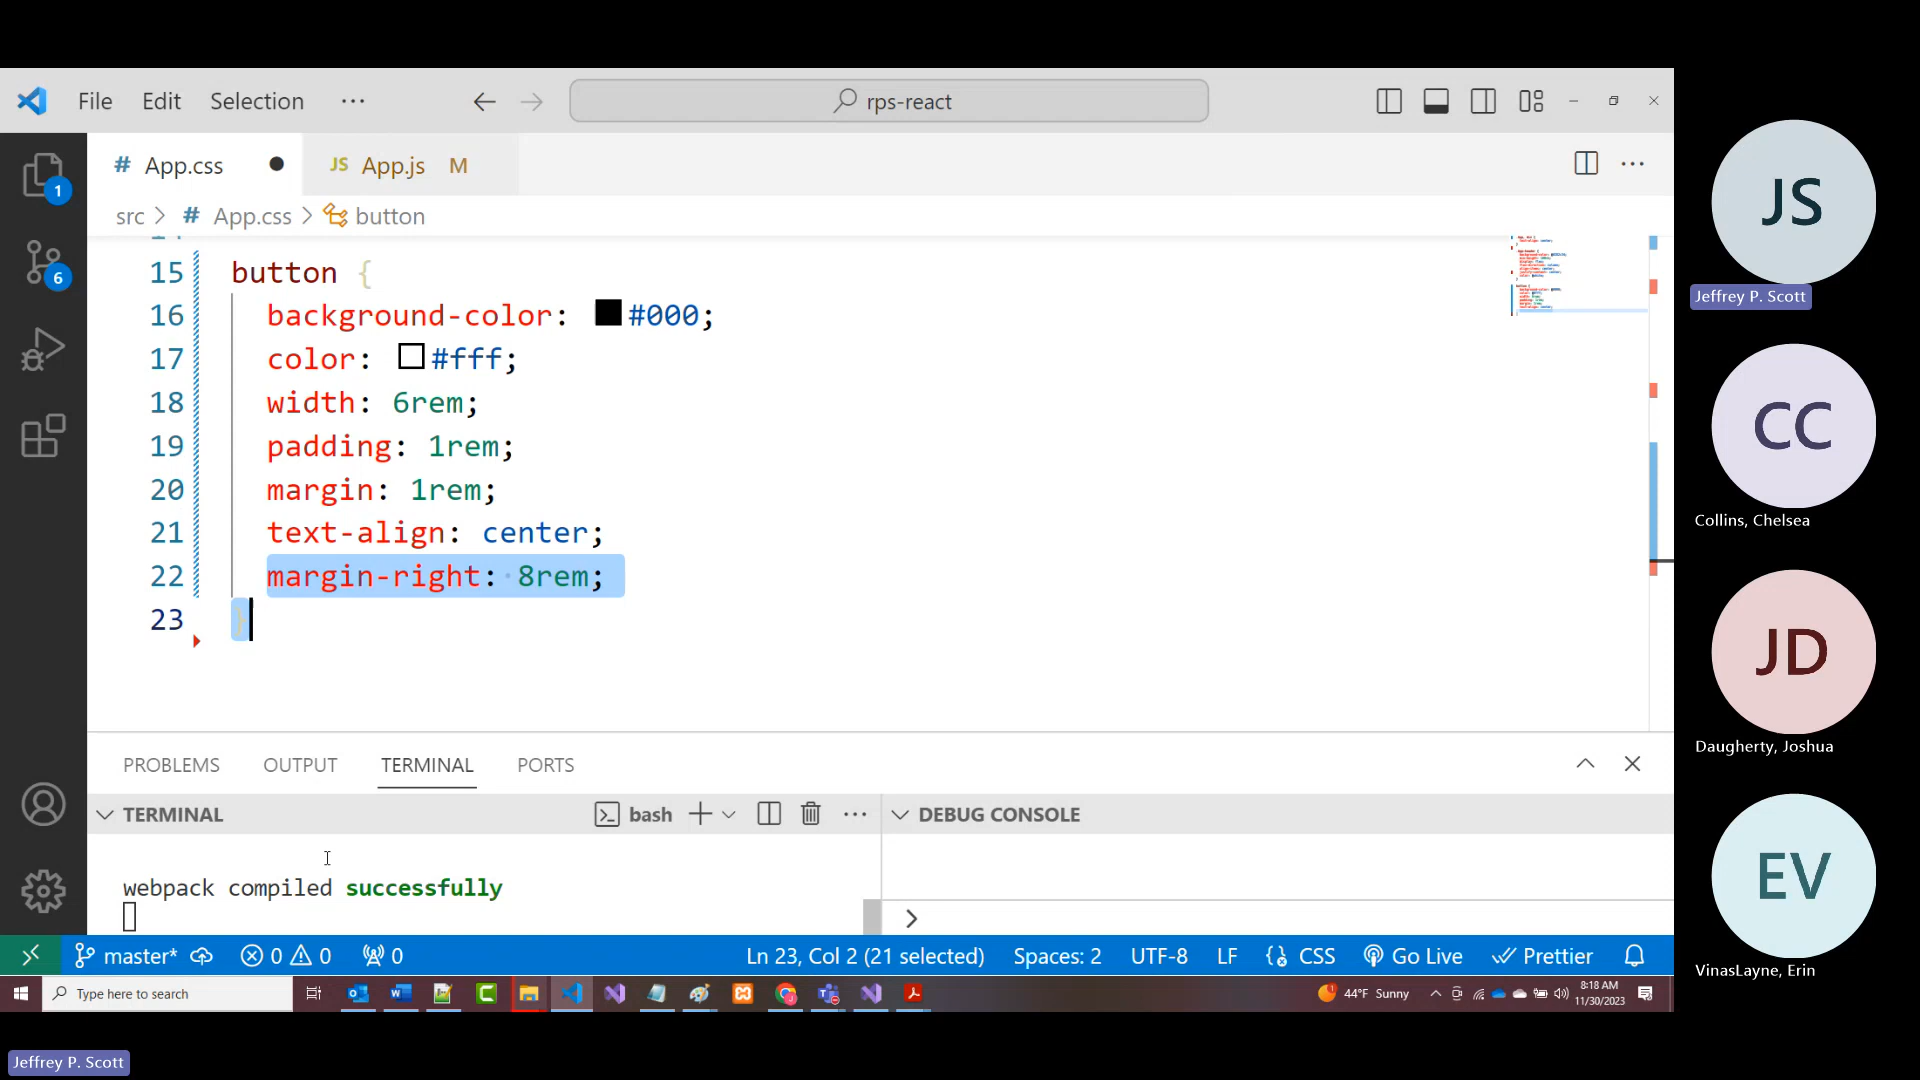 File Edit Selection ··· rps-react
# App.css JS App.js M
src > # App.css > button
15 button {
16 background-color: #000;
17 color: #fff;
18 width: 6rem;
19 padding: 1rem;
20 margin: 1rem;
21 text-align: center;
22 margin-right: 8rem;
23 }
PROBLEMS OUTPUT TERMINAL PORTS
TERMINAL bash
DEBUG CONSOLE
webpack compiled successfully
master* 0 0 0 Ln 23, Col 2 (21 selected) Spaces: 2 UTF-8 LF CSS Go Live Prettier
Type here to search 44°F Sunny 8:18 AM
11/30/2023
1
6
JS
Jeffrey P. Scott
CC
Collins, Chelsea
JD
Daugherty, Joshua
EV
VinasLayne, Erin
Jeffrey P. Scott